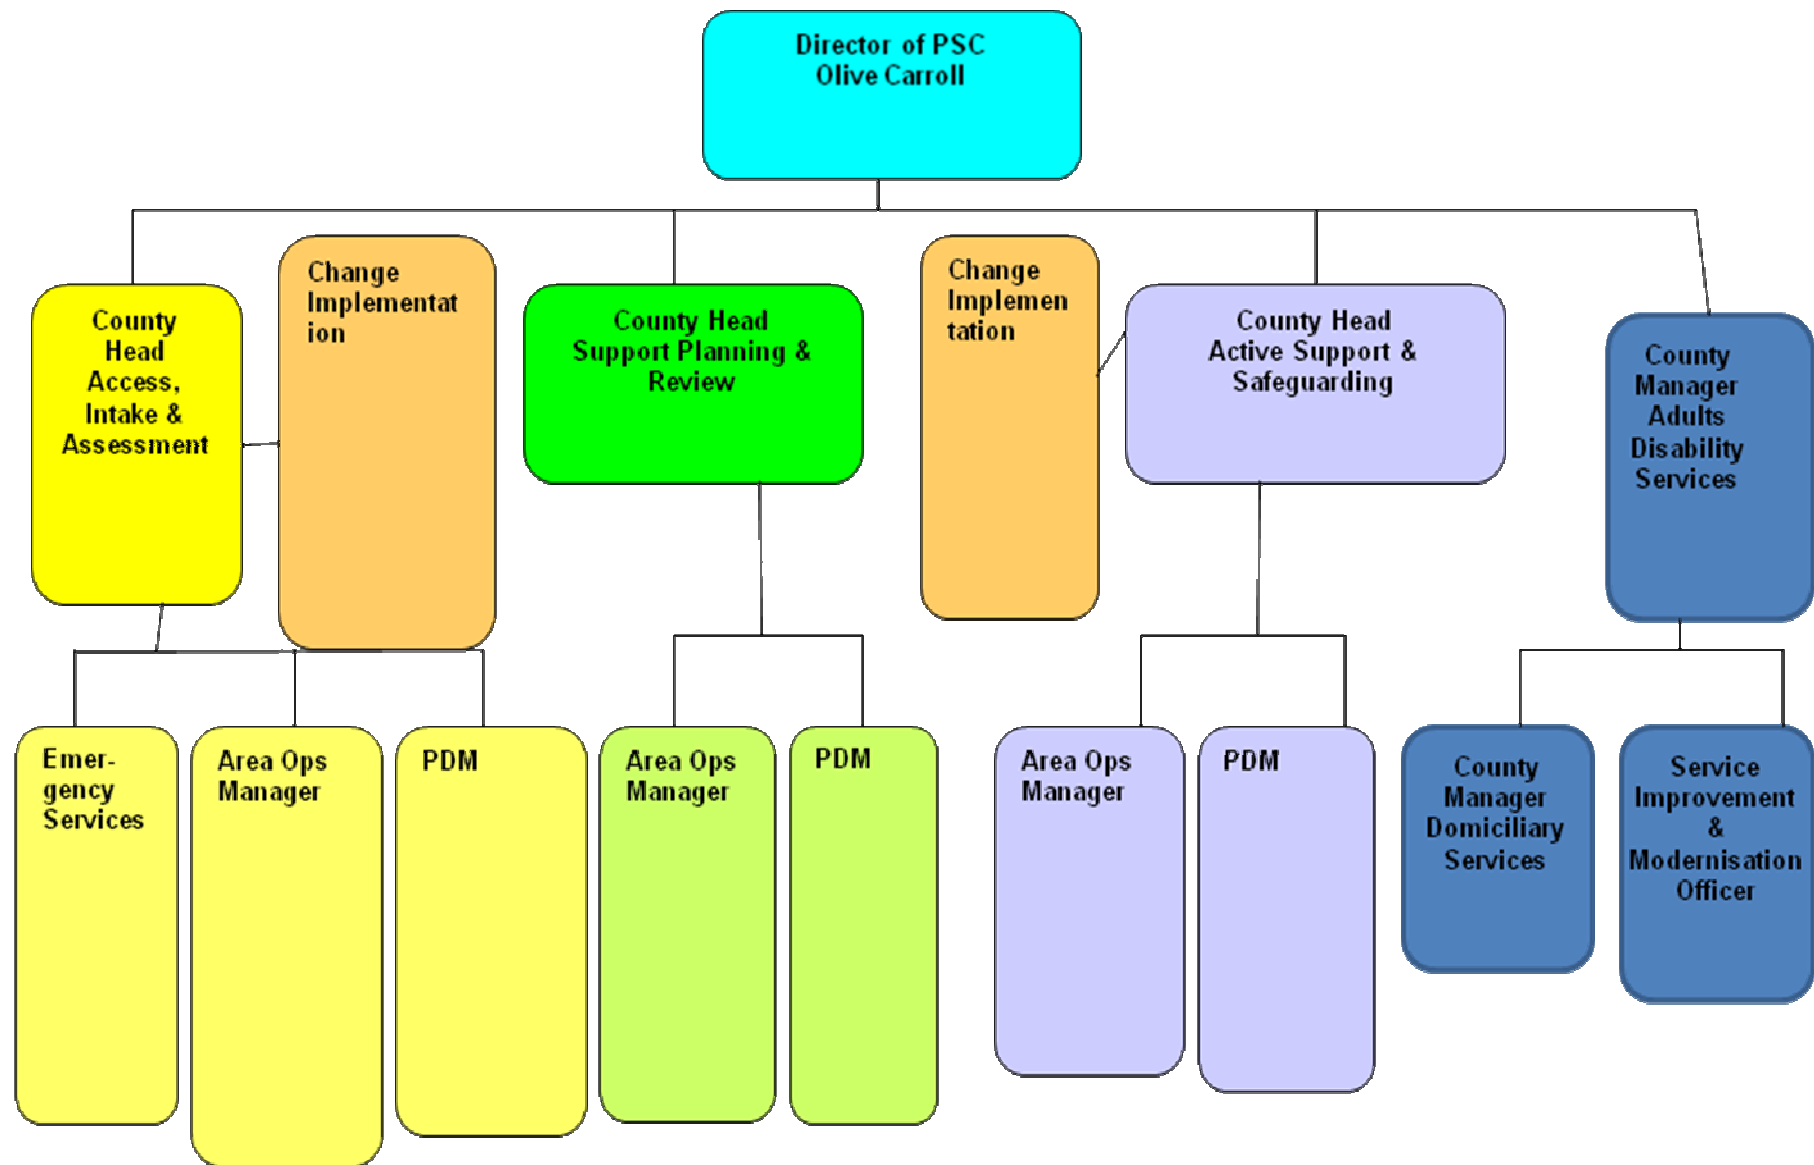 Director of PSC
Olive Carroll
County
Head
Access,
Intake &
Assessment
Change
Implementat
ion
County Head
Support Planning &
Review
Change
Implemen
tation
County Head
Active Support &
Safeguarding
County
Manager
Adults
Disability
Services
Emer-
gency
Services
Area Ops
Manager
PDM
Area Ops
Manager
PDM
Area Ops
Manager
PDM
County
Manager
Domiciliary
Services
Service
Improvement
&
Modernisation
Officer